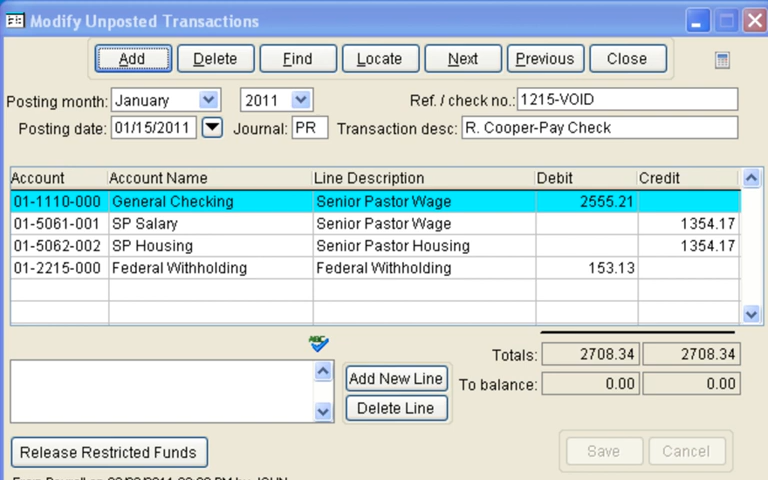 Modify Unposted Transactions
Add Delete Find Locate Next Previous Close
Posting month: January 2011 Ref. / check no.: 1215-VOID
Posting date: 01/15/2011 Journal: PR Transaction desc: R. Cooper-Pay Check
Account Account Name Line Description Debit Credit
01-1110-000 General Checking Senior Pastor Wage 2555.21
01-5061-001 SP Salary Senior Pastor Wage 1354.17
01-5062-002 SP Housing Senior Pastor Housing 1354.17
01-2215-000 Federal Withholding Federal Withholding 153.13
ABC
Totals: 2708.34 2708.34
Add New Line To balance: 0.00 0.00
Delete Line
Release Restricted Funds Save Cancel